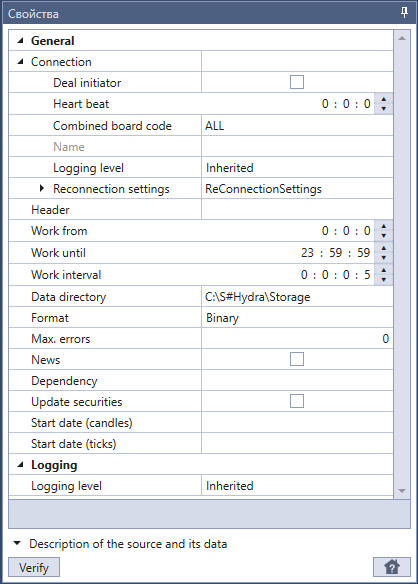 Свойства
General
Connection
Deal initiator
Heart beat 0 : 0 : 0
Combined board code ALL
Name
Logging level Inherited
Reconnection settings ReConnectionSettings
Header
Work from 0 : 0 : 0
Work until 23 : 59 : 59
Work interval 0 : 0 : 0 : 5
Data directory C:\S#Hydra\Storage
Format Binary
Max. errors 0
News
Dependency
Update securities
Start date (candles)
Start date (ticks)
Logging
Logging level Inherited
Description of the source and its data
Verify ?